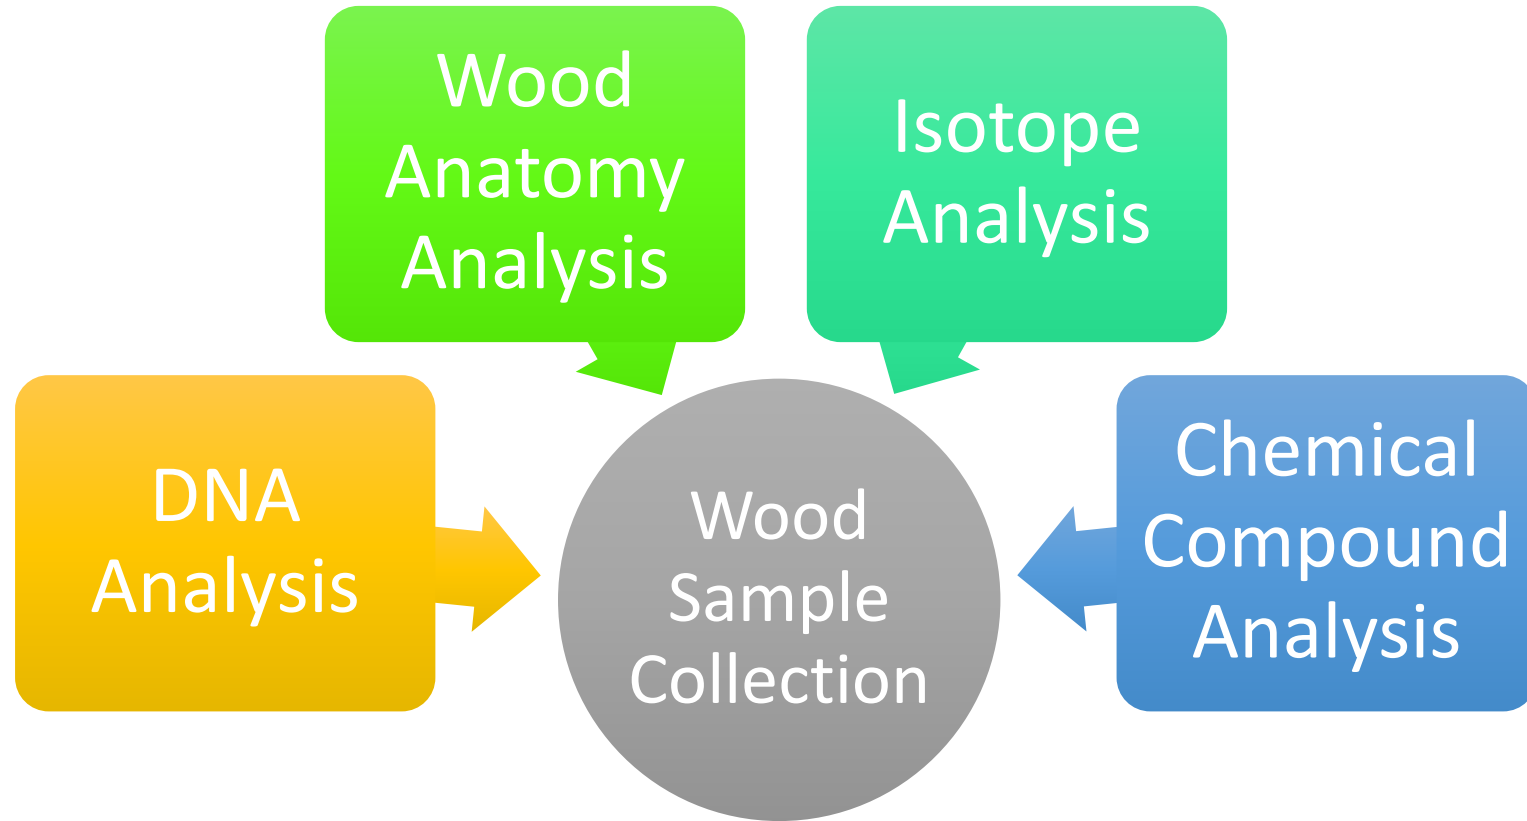 Wood
Anatomy
Analysis
Isotope
Analysis
DNA
Analysis
Wood
Sample
Collection
Chemical
Compound
Analysis